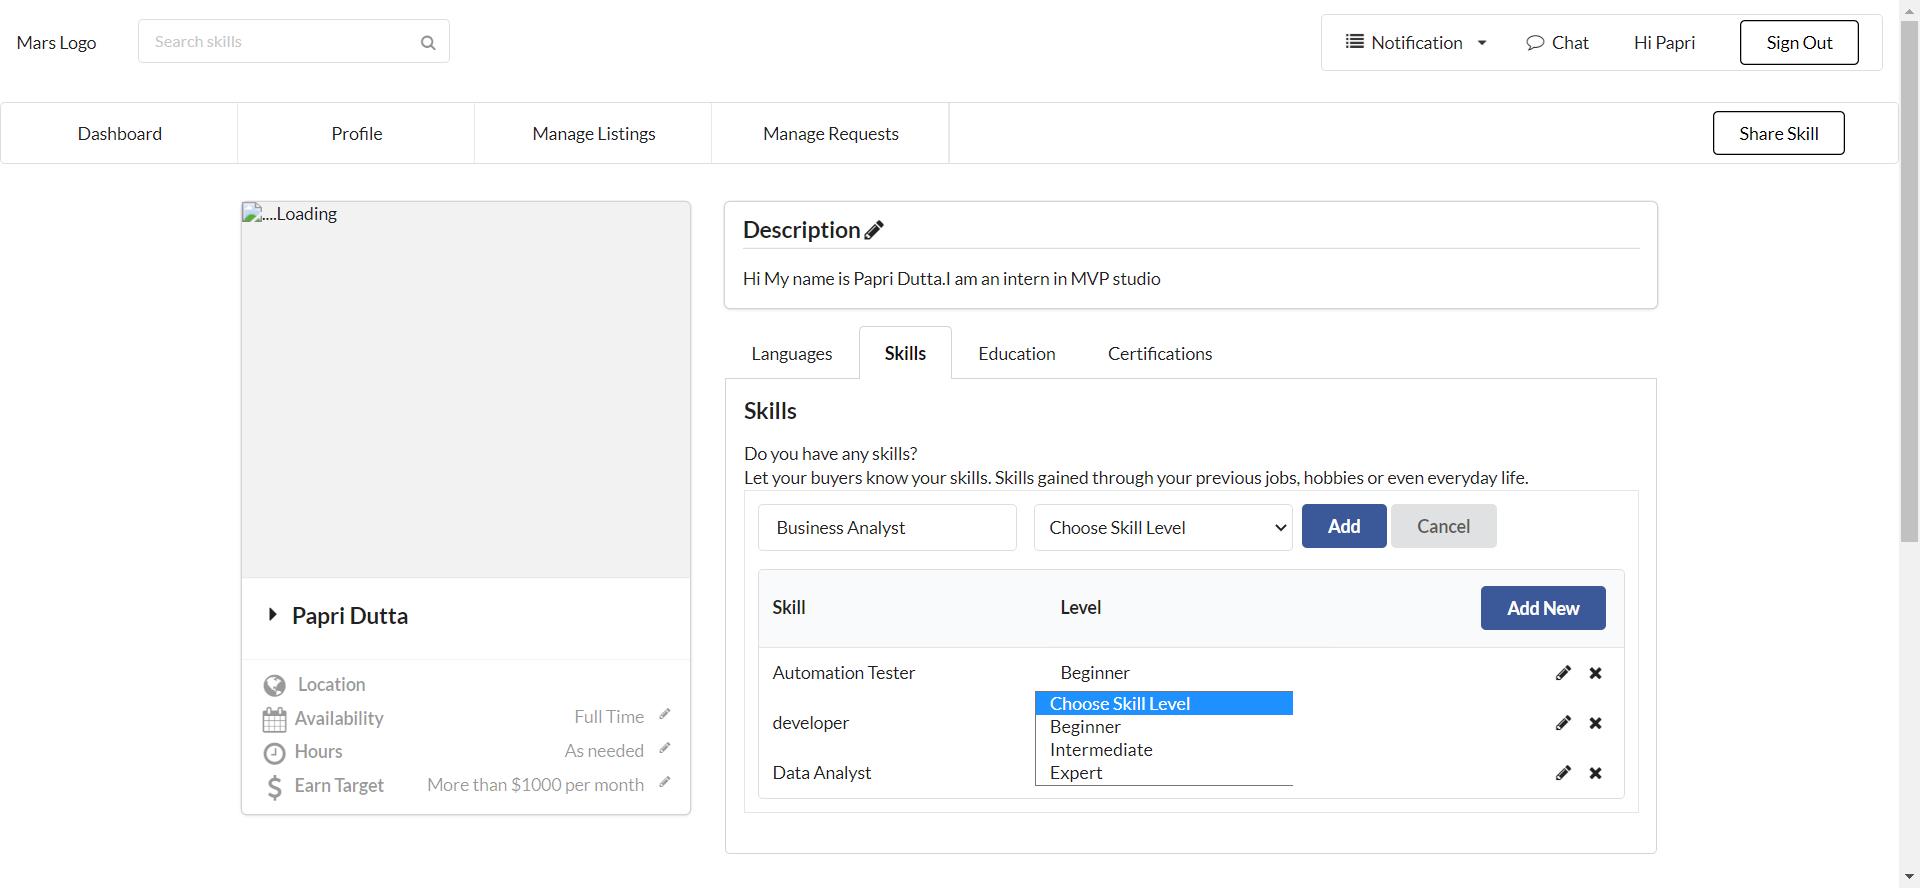 Mars Logo
Search skills
Notification
Chat
Hi Papri
Sign Out
Dashboard
Profile
Manage Listings
Manage Requests
Share Skill
....Loading
Papri Dutta
Location
Availability
Full Time
Hours
As needed
Earn Target
More than $1000 per month
Description
Hi My name is Papri Dutta.I am an intern in MVP studio
Languages
Skills
Education
Certifications
Skills
Do you have any skills?
Let your buyers know your skills. Skills gained through your previous jobs, hobbies or even everyday life.
Business Analyst
Choose Skill Level
Add
Cancel
Skill
Level
Add New
Automation Tester
Beginner
developer
Data Analyst
Choose Skill Level
Beginner
Intermediate
Expert